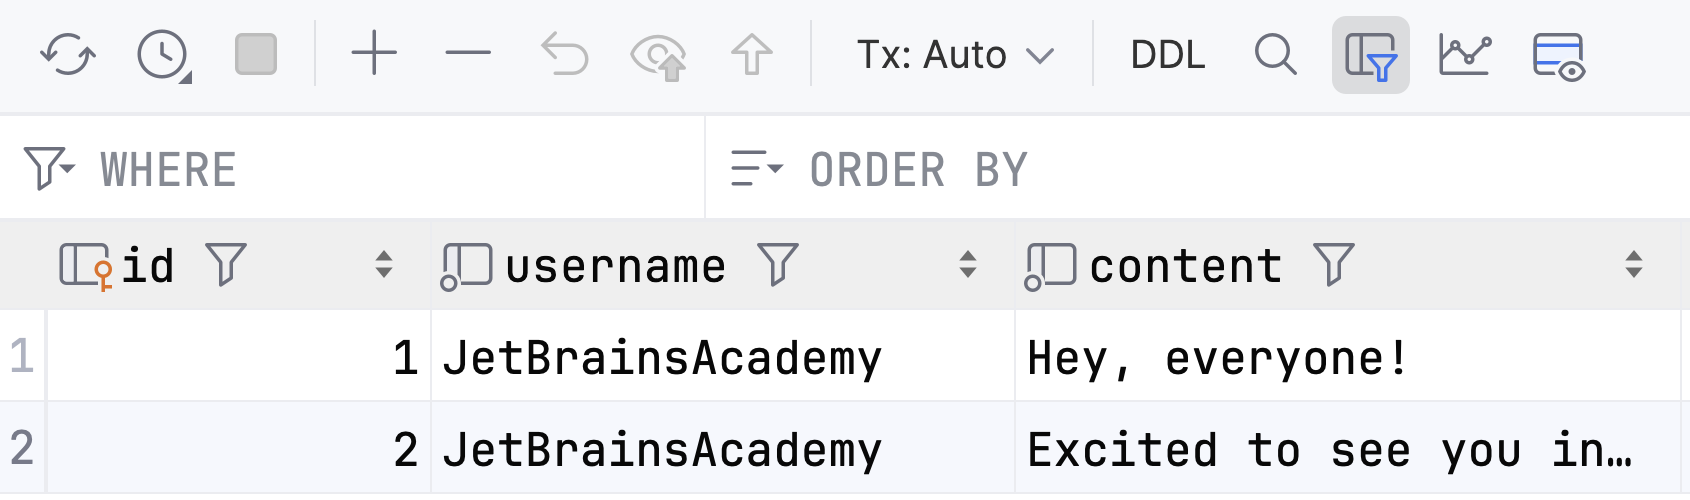 Tx: Auto DDL
WHERE ORDER BY
id username content
1 1 JetBrainsAcademy Hey, everyone!
2 2 JetBrainsAcademy Excited to see you in…